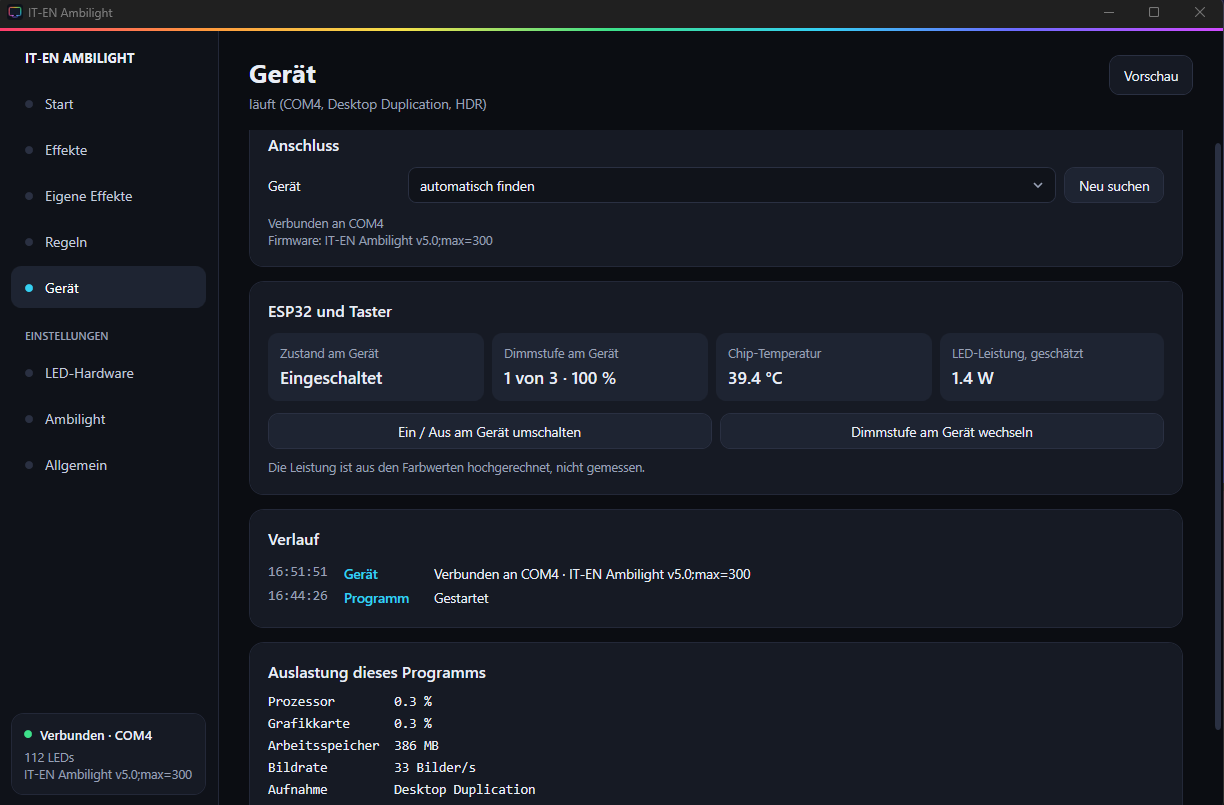 IT-EN Ambilight
IT-EN AMBILIGHT
Start
Effekte
Eigene Effekte
Regeln
Gerät
EINSTELLUNGEN
LED-Hardware
Ambilight
Allgemein
Verbunden · COM4
112 LEDs
IT-EN Ambilight v5.0;max=300
Gerät
läuft (COM4, Desktop Duplication, HDR)
Vorschau
Anschluss
Gerät automatisch finden Neu suchen
Verbunden an COM4
Firmware: IT-EN Ambilight v5.0;max=300
ESP32 und Taster
Zustand am Gerät
Eingeschaltet
Dimmstufe am Gerät
1 von 3 · 100 %
Chip-Temperatur
39.4 °C
LED-Leistung, geschätzt
1.4 W
Ein / Aus am Gerät umschalten
Dimmstufe am Gerät wechseln
Die Leistung ist aus den Farbwerten hochgerechnet, nicht gemessen.
Verlauf
16:51:51 Gerät Verbunden an COM4 · IT-EN Ambilight v5.0;max=300
16:44:26 Programm Gestartet
Auslastung dieses Programms
Prozessor 0.3 %
Grafikkarte 0.3 %
Arbeitsspeicher 386 MB
Bildrate 33 Bilder/s
Aufnahme Desktop Duplication